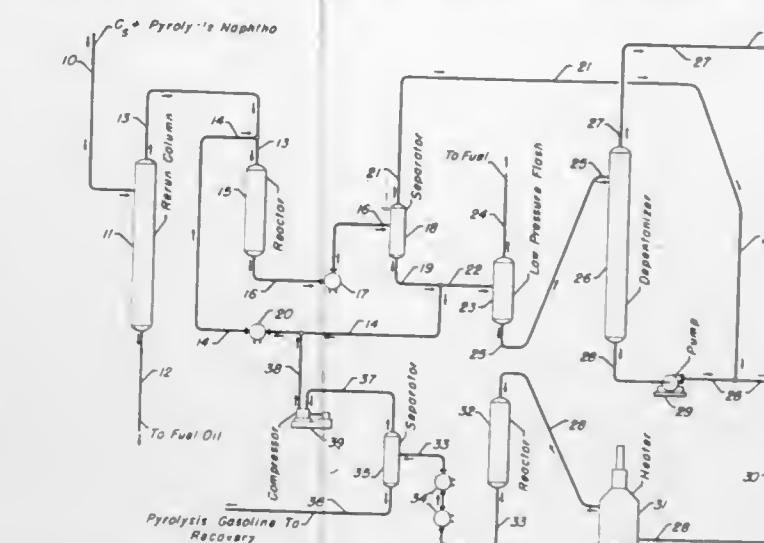 C5+ Pyrolysis Naphtha
10
27
21
13
14
13
27
To Fuel
25
Rerun Column
15
Reactor
21
Separator
16
18
24
Low Pressure Flash
11
26
Depentanizer
16
17
19
22
23
20
14
14
25
28
Pump
12
38
37
Separator
29
28
To Fuel Oil
Compressor
39
33
32
Reactor
28
Heater
35
34
30
31
36
33
28
Pyrolysis Gasoline To
Recovery